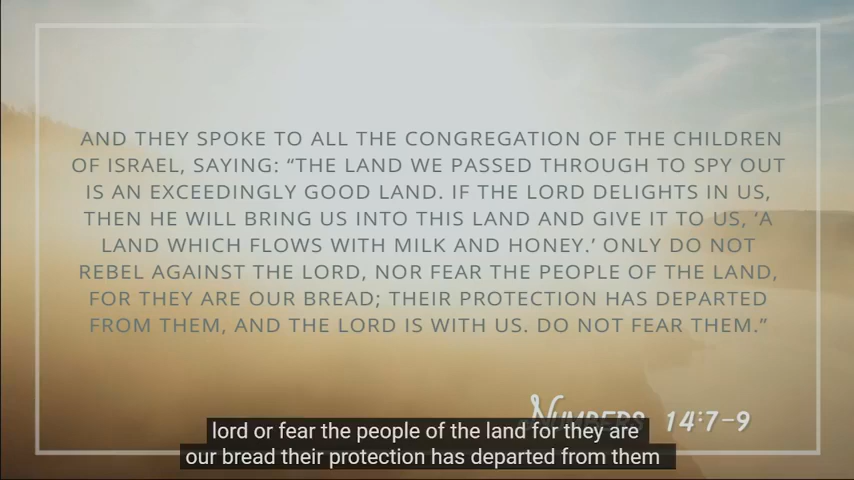 AND THEY SPOKE TO ALL THE CONGREGATION OF THE CHILDREN
OF ISRAEL, SAYING: “THE LAND WE PASSED THROUGH TO SPY OUT
IS AN EXCEEDINGLY GOOD LAND. IF THE LORD DELIGHTS IN US,
THEN HE WILL BRING US INTO THIS LAND AND GIVE IT TO US, ‘A
LAND WHICH FLOWS WITH MILK AND HONEY.’ ONLY DO NOT
REBEL AGAINST THE LORD, NOR FEAR THE PEOPLE OF THE LAND,
FOR THEY ARE OUR BREAD; THEIR PROTECTION HAS DEPARTED
FROM THEM, AND THE LORD IS WITH US. DO NOT FEAR THEM.”
NUMBERS 14:7-9
lord or fear the people of the land for they are
our bread their protection has departed from them